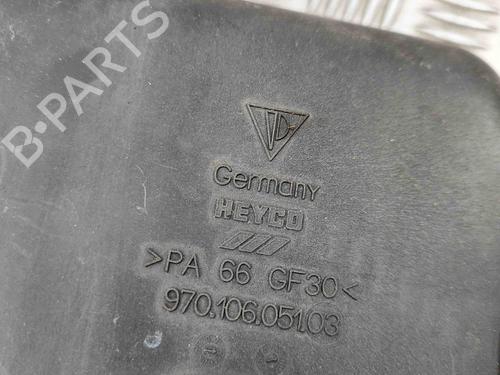 B-PARTS
Germany
HEYCO
>PA 66 GF30<
970.106.051.03